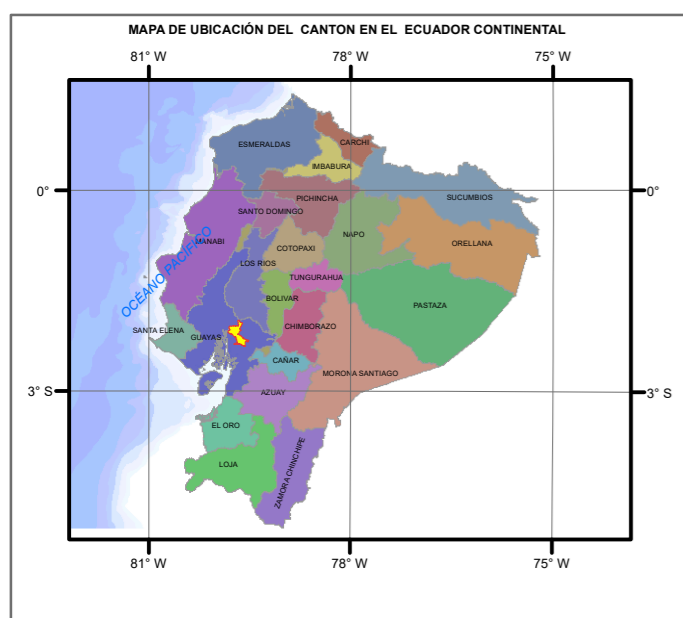 MAPA DE UBICACIÓN DEL CANTON EN EL ECUADOR CONTINENTAL
81° W
78° W
75° W
ESMERALDAS
CARCHI
IMBABURA
0°
0°
SUCUMBIOS
PICHINCHA
SANTO DOMINGO
NAPO
MANABI
COTOPAXI
ORELLANA
LOS RIOS
OCÉANO PACÍFICO
TUNGURAHUA
BOLIVAR
PASTAZA
SANTA ELENA
GUAYAS
CHIMBORAZO
CAÑAR
MORONA SANTIAGO
3° S
3° S
AZUAY
EL ORO
LOJA
ZAMORA CHINCHIPE
81° W
78° W
75° W